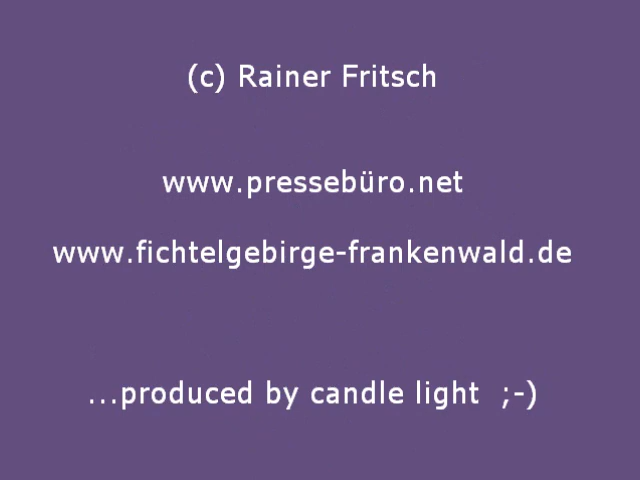 (c) Rainer Fritsch
www.pressebüro.net
www.fichtelgebirge-frankenwald.de
...produced by candle light ;-)